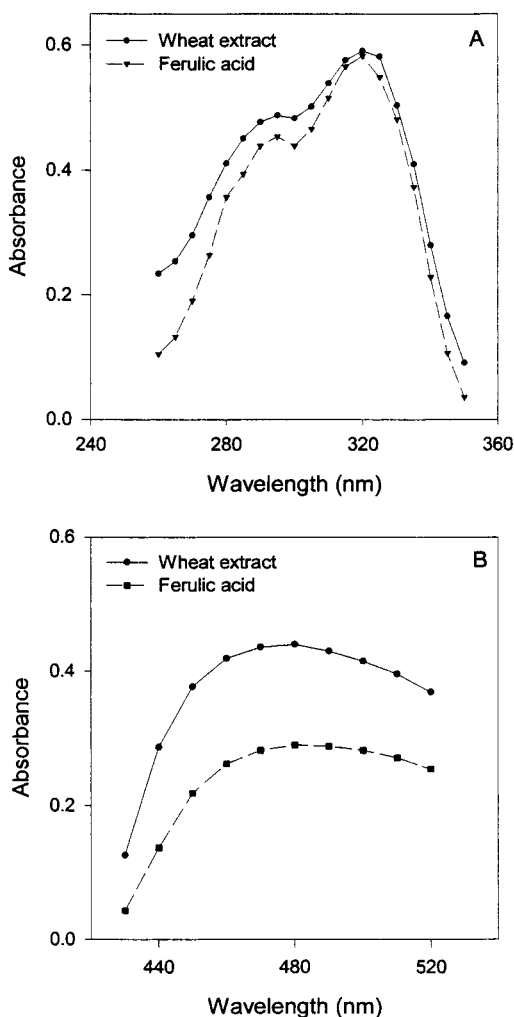 A
Wheat extract
Ferulic acid
0.6
0.4
0.2
0.0
Absorbance
240 280 320 360
Wavelength (nm)
B
Wheat extract
Ferulic acid
0.6
0.4
0.2
0.0
Absorbance
440 480 520
Wavelength (nm)